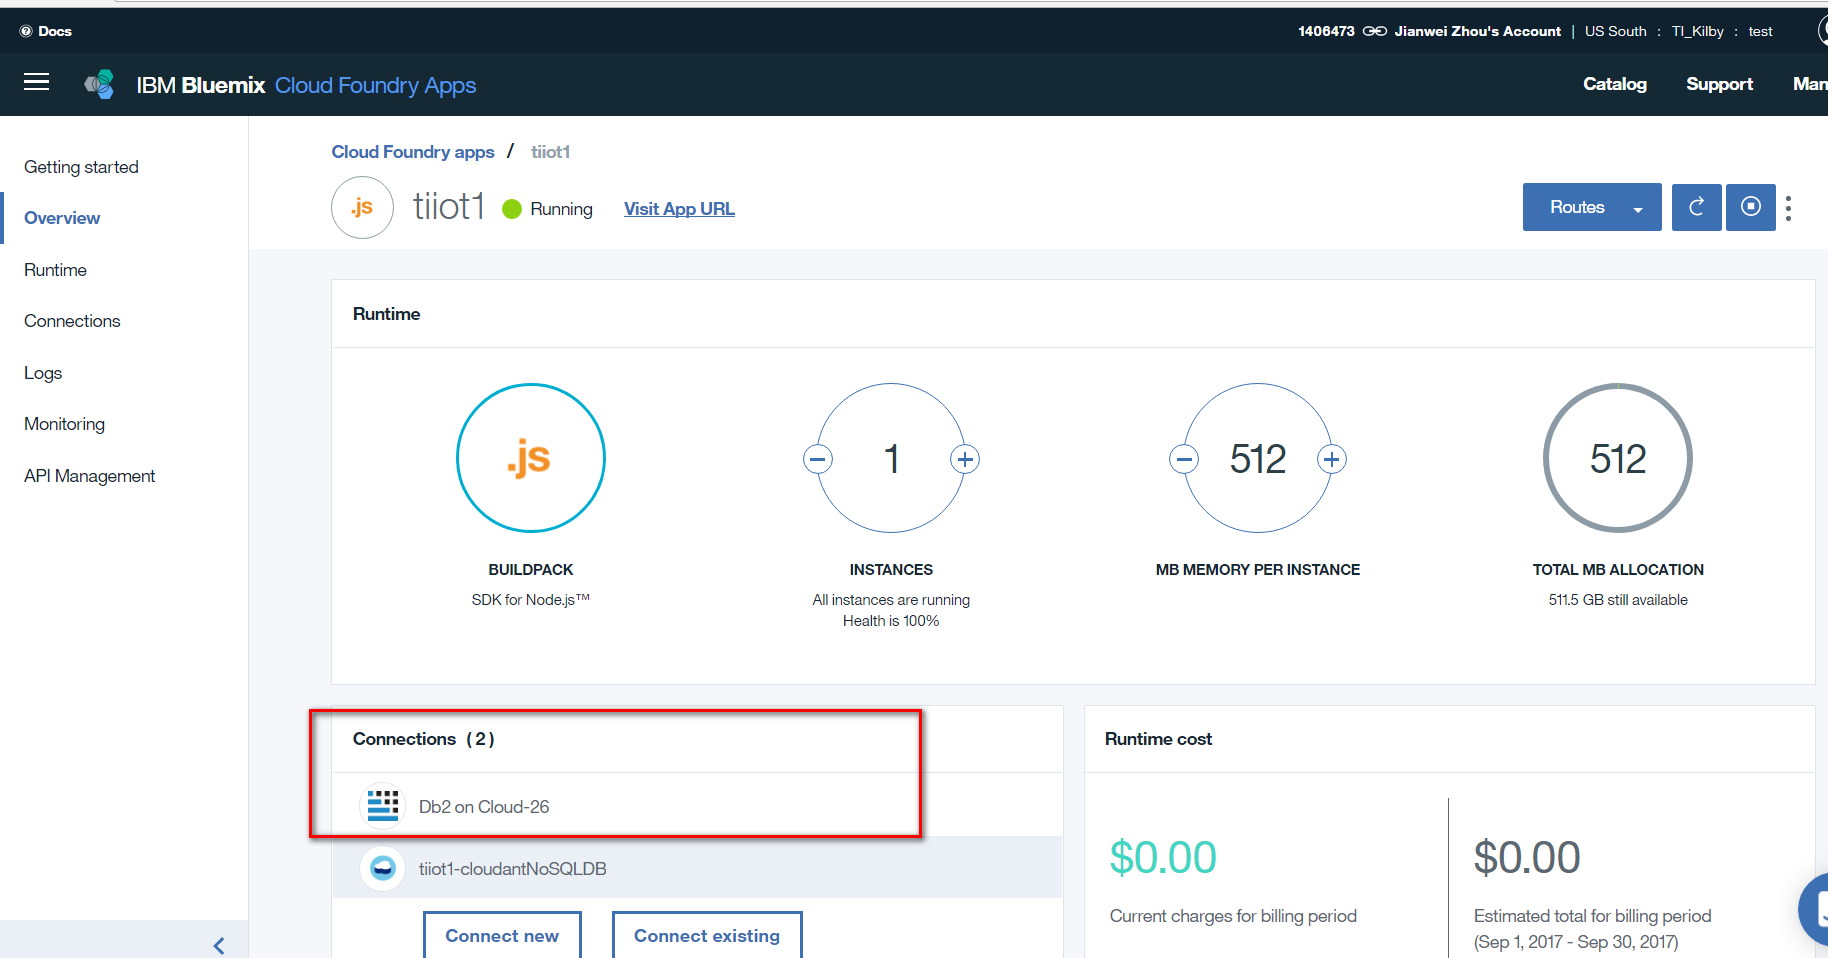 Docs
1406473 Jianwei Zhou's Account | US South : TI_Kilby : test
IBM Bluemix Cloud Foundry Apps
Catalog Support Man
Getting started
Overview
Runtime
Connections
Logs
Monitoring
API Management
Cloud Foundry apps / tiiot1
.js tiiot1 Running Visit App URL
Routes
Runtime
.js
1
512
512
BUILDPACK
INSTANCES
MB MEMORY PER INSTANCE
TOTAL MB ALLOCATION
SDK for Node.js™
All instances are running
Health is 100%
511.5 GB still available
Connections (2)
Db2 on Cloud-26
tiiot1-cloudantNoSQLDB
Connect new
Connect existing
Runtime cost
$0.00
Current charges for billing period
$0.00
Estimated total for billing period
(Sep 1, 2017 - Sep 30, 2017)